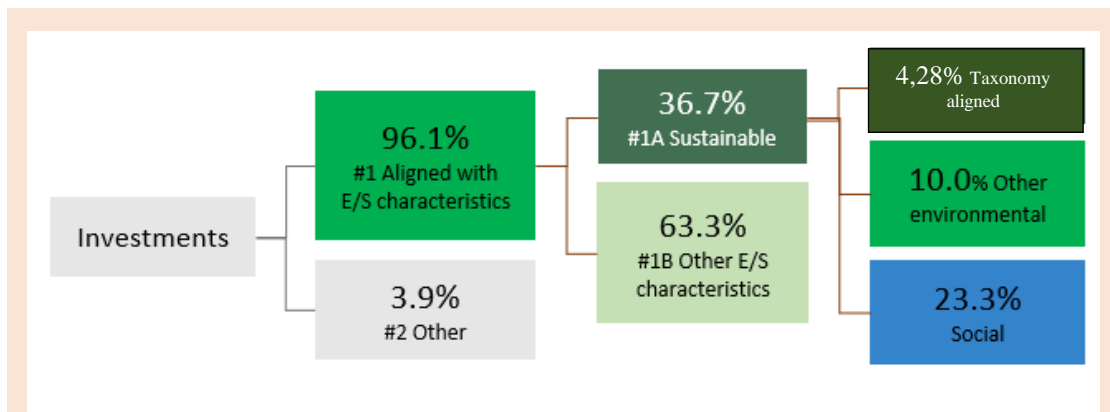 Investments
96.1%
#1 Aligned with
E/S characteristics
3.9%
#2 Other
36.7%
#1A Sustainable
63.3%
#1B Other E/S
characteristics
4,28% Taxonomy
aligned
10.0% Other
environmental
23.3%
Social